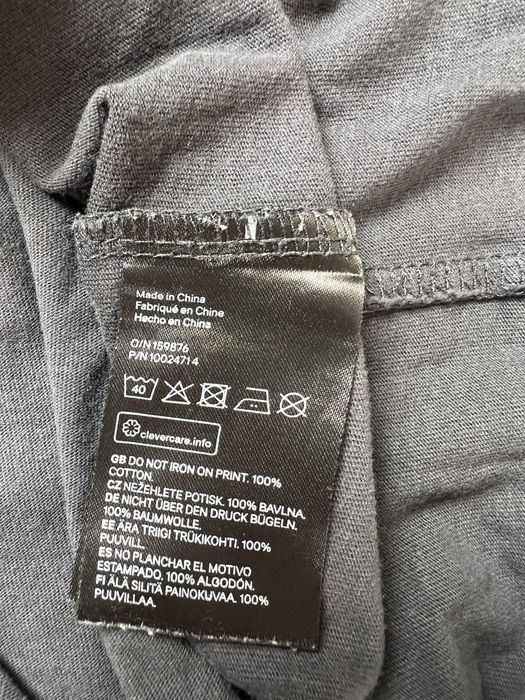 Made in China
Fabriqué en Chine
Hecho en China
O/N 159876
P/N 10024714
40
clevercare.info
GB DO NOT IRON ON PRINT. 100%
COTTON.
CZ NEŽEHLETE POTISK. 100% BAVLNA.
DE NICHT ÜBER DEN DRUCK BÜGELN.
100% BAUMWOLLE.
EE ÄRA TRIIGI TRÜKIKOHTI. 100%
PUUVILL.
ES NO PLANCHAR EL MOTIVO
ESTAMPADO. 100% ALGODÓN.
FI ÄLÄ SILITÄ PAINOKUVAA. 100%
PUUVILLAA.